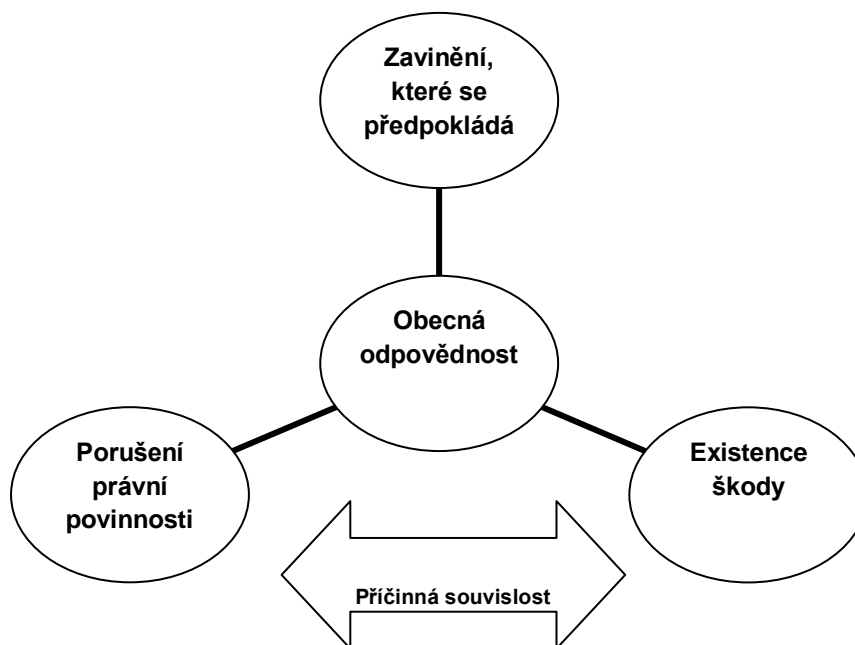 Zavinění,
které se
předpokládá
Obecná
odpovědnost
Porušení
právní
povinnosti
Existence
škody
Příčinná souvislost